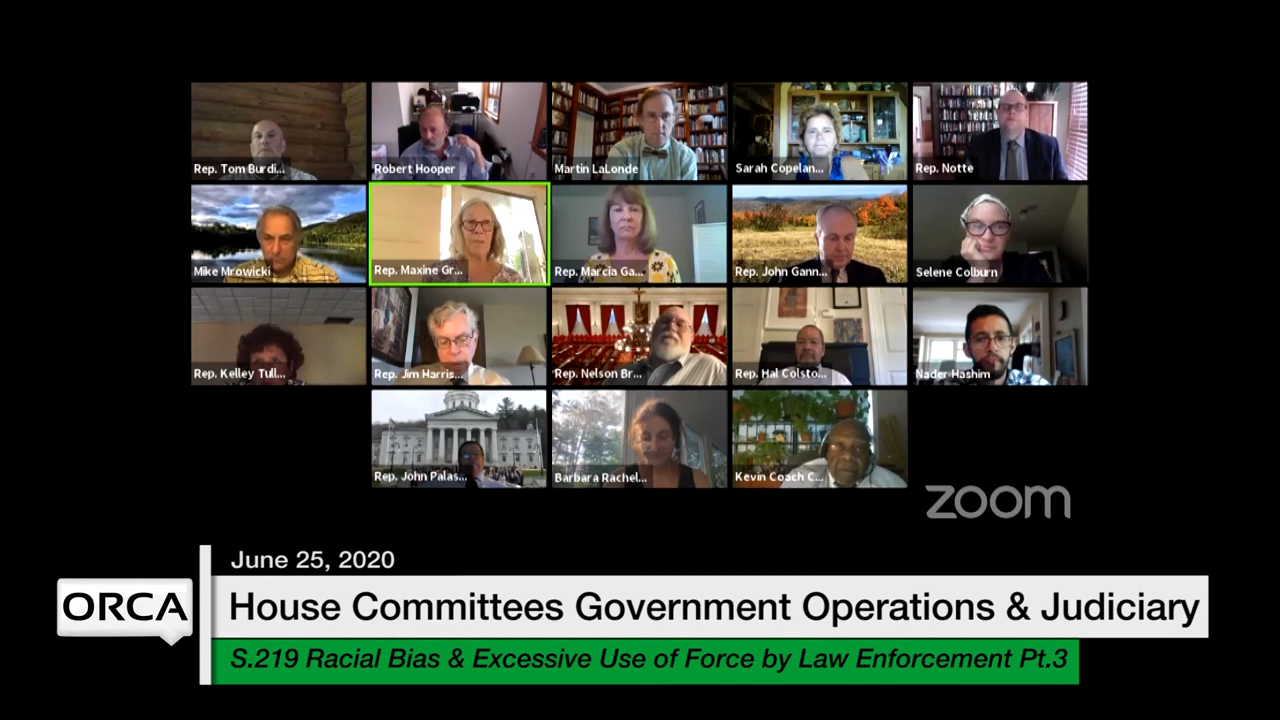 Rep. Tom Burdi...
Robert Hooper
Martin LaLonde
Sarah Copelan...
Rep. Notte
Mike Mrowicki
Rep. Maxine Gr...
Rep. Marcia Ga...
Rep. John Gann...
Selene Colburn
Rep. Kelley Tull...
Rep. Jim Harris...
Rep. Nelson Br...
Rep. Hal Colsto...
Nader Hashim
Rep. John Palas...
Barbara Rachel...
Kevin Coach C...
zoom
June 25, 2020
ORCA
House Committees Government Operations & Judiciary
S.219 Racial Bias & Excessive Use of Force by Law Enforcement Pt.3